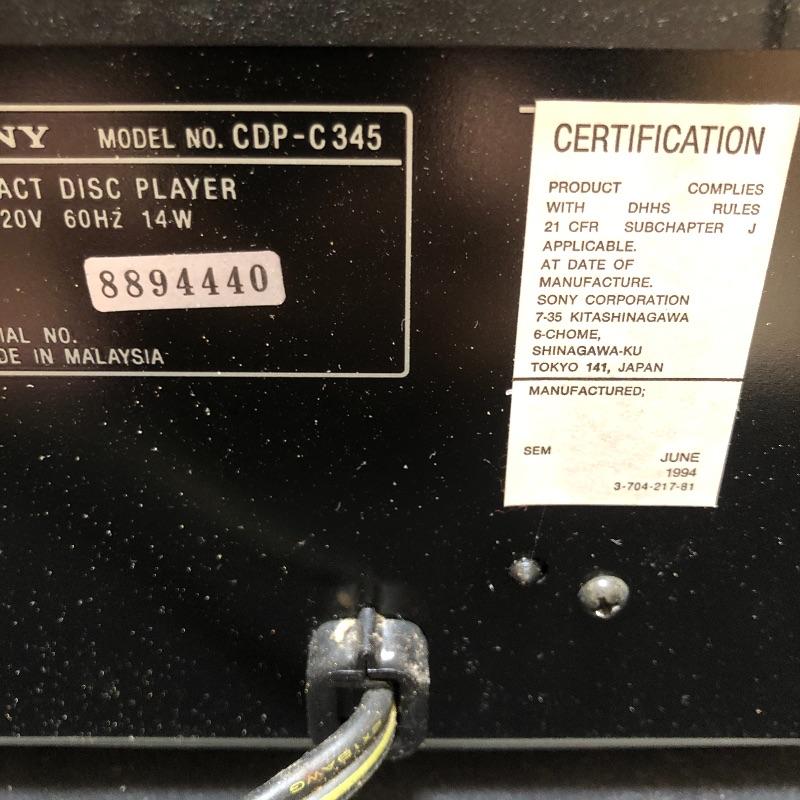 NY MODEL NO. CDP-C345
ACT DISC PLAYER
20V 60HZ 14W
8894440
IAL NO.
DE IN MALAYSIA
CERTIFICATION
PRODUCT COMPLIES
WITH DHHS RULES
21 CFR SUBCHAPTER J
APPLICABLE.
AT DATE OF
MANUFACTURE.
SONY CORPORATION
7-35 KITASHINAGAWA
6-CHOME,
SHINAGAWA-KU
TOKYO 141, JAPAN
MANUFACTURED;
SEM JUNE
1994
3-704-217-81
X18AWG